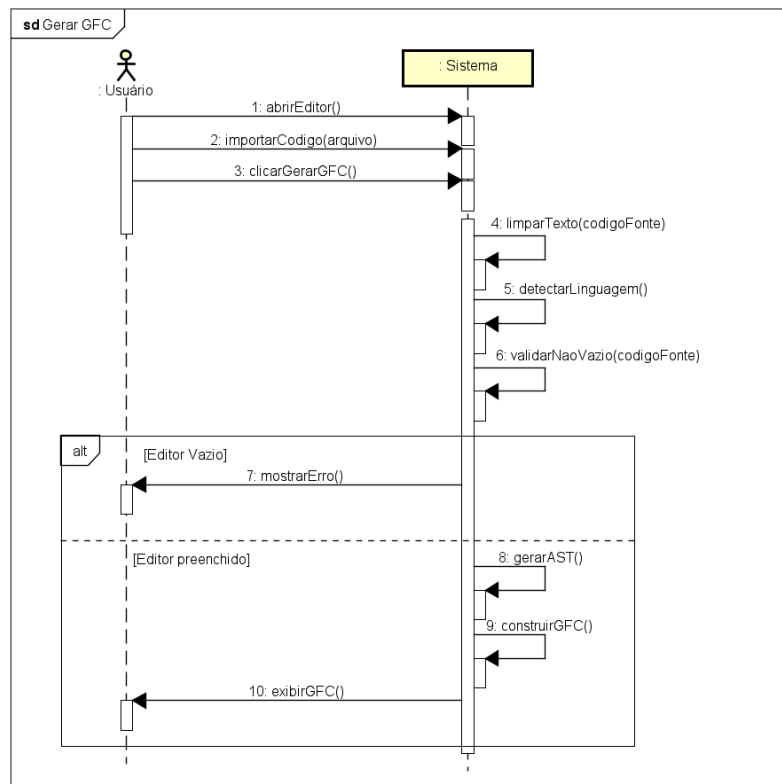 sd Gerar GFC
: Usuário
: Sistema
1: abrirEditor()
2: importarCodigo(arquivo)
3: clicarGerarGFC()
4: limparTexto(codigoFonte)
5: detectarLinguagem()
6: validarNaoVazio(codigoFonte)
alt
[Editor Vazio]
7: mostrarErro()
[Editor preenchido]
8: gerarAST()
9: construirGFC()
10: exibirGFC()